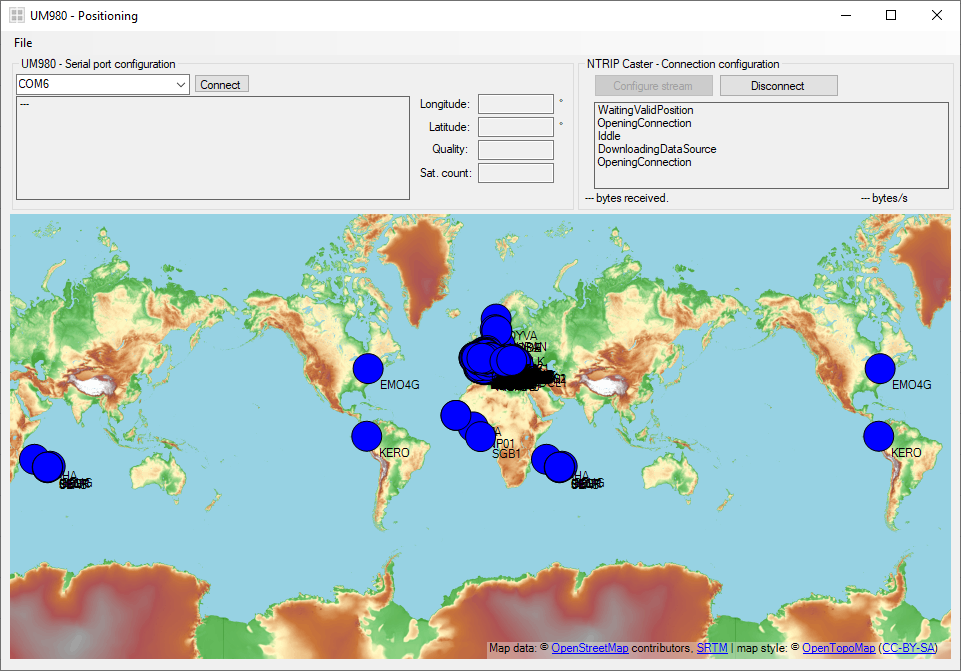 UM980 - Positioning
File
UM980 - Serial port configuration
COM6
Connect
---
Longitude:
°
Latitude:
°
Quality:
Sat. count:
NTRIP Caster - Connection configuration
Configure stream
Disconnect
WaitingValidPosition
OpeningConnection
Iddle
DownloadingDataSource
OpeningConnection
--- bytes received.
--- bytes/s
EMO4G
EMO4G
KERO
IP01
KERO
SGB1
Map data: © OpenStreetMap contributors, SRTM | map style: © OpenTopoMap (CC-BY-SA)